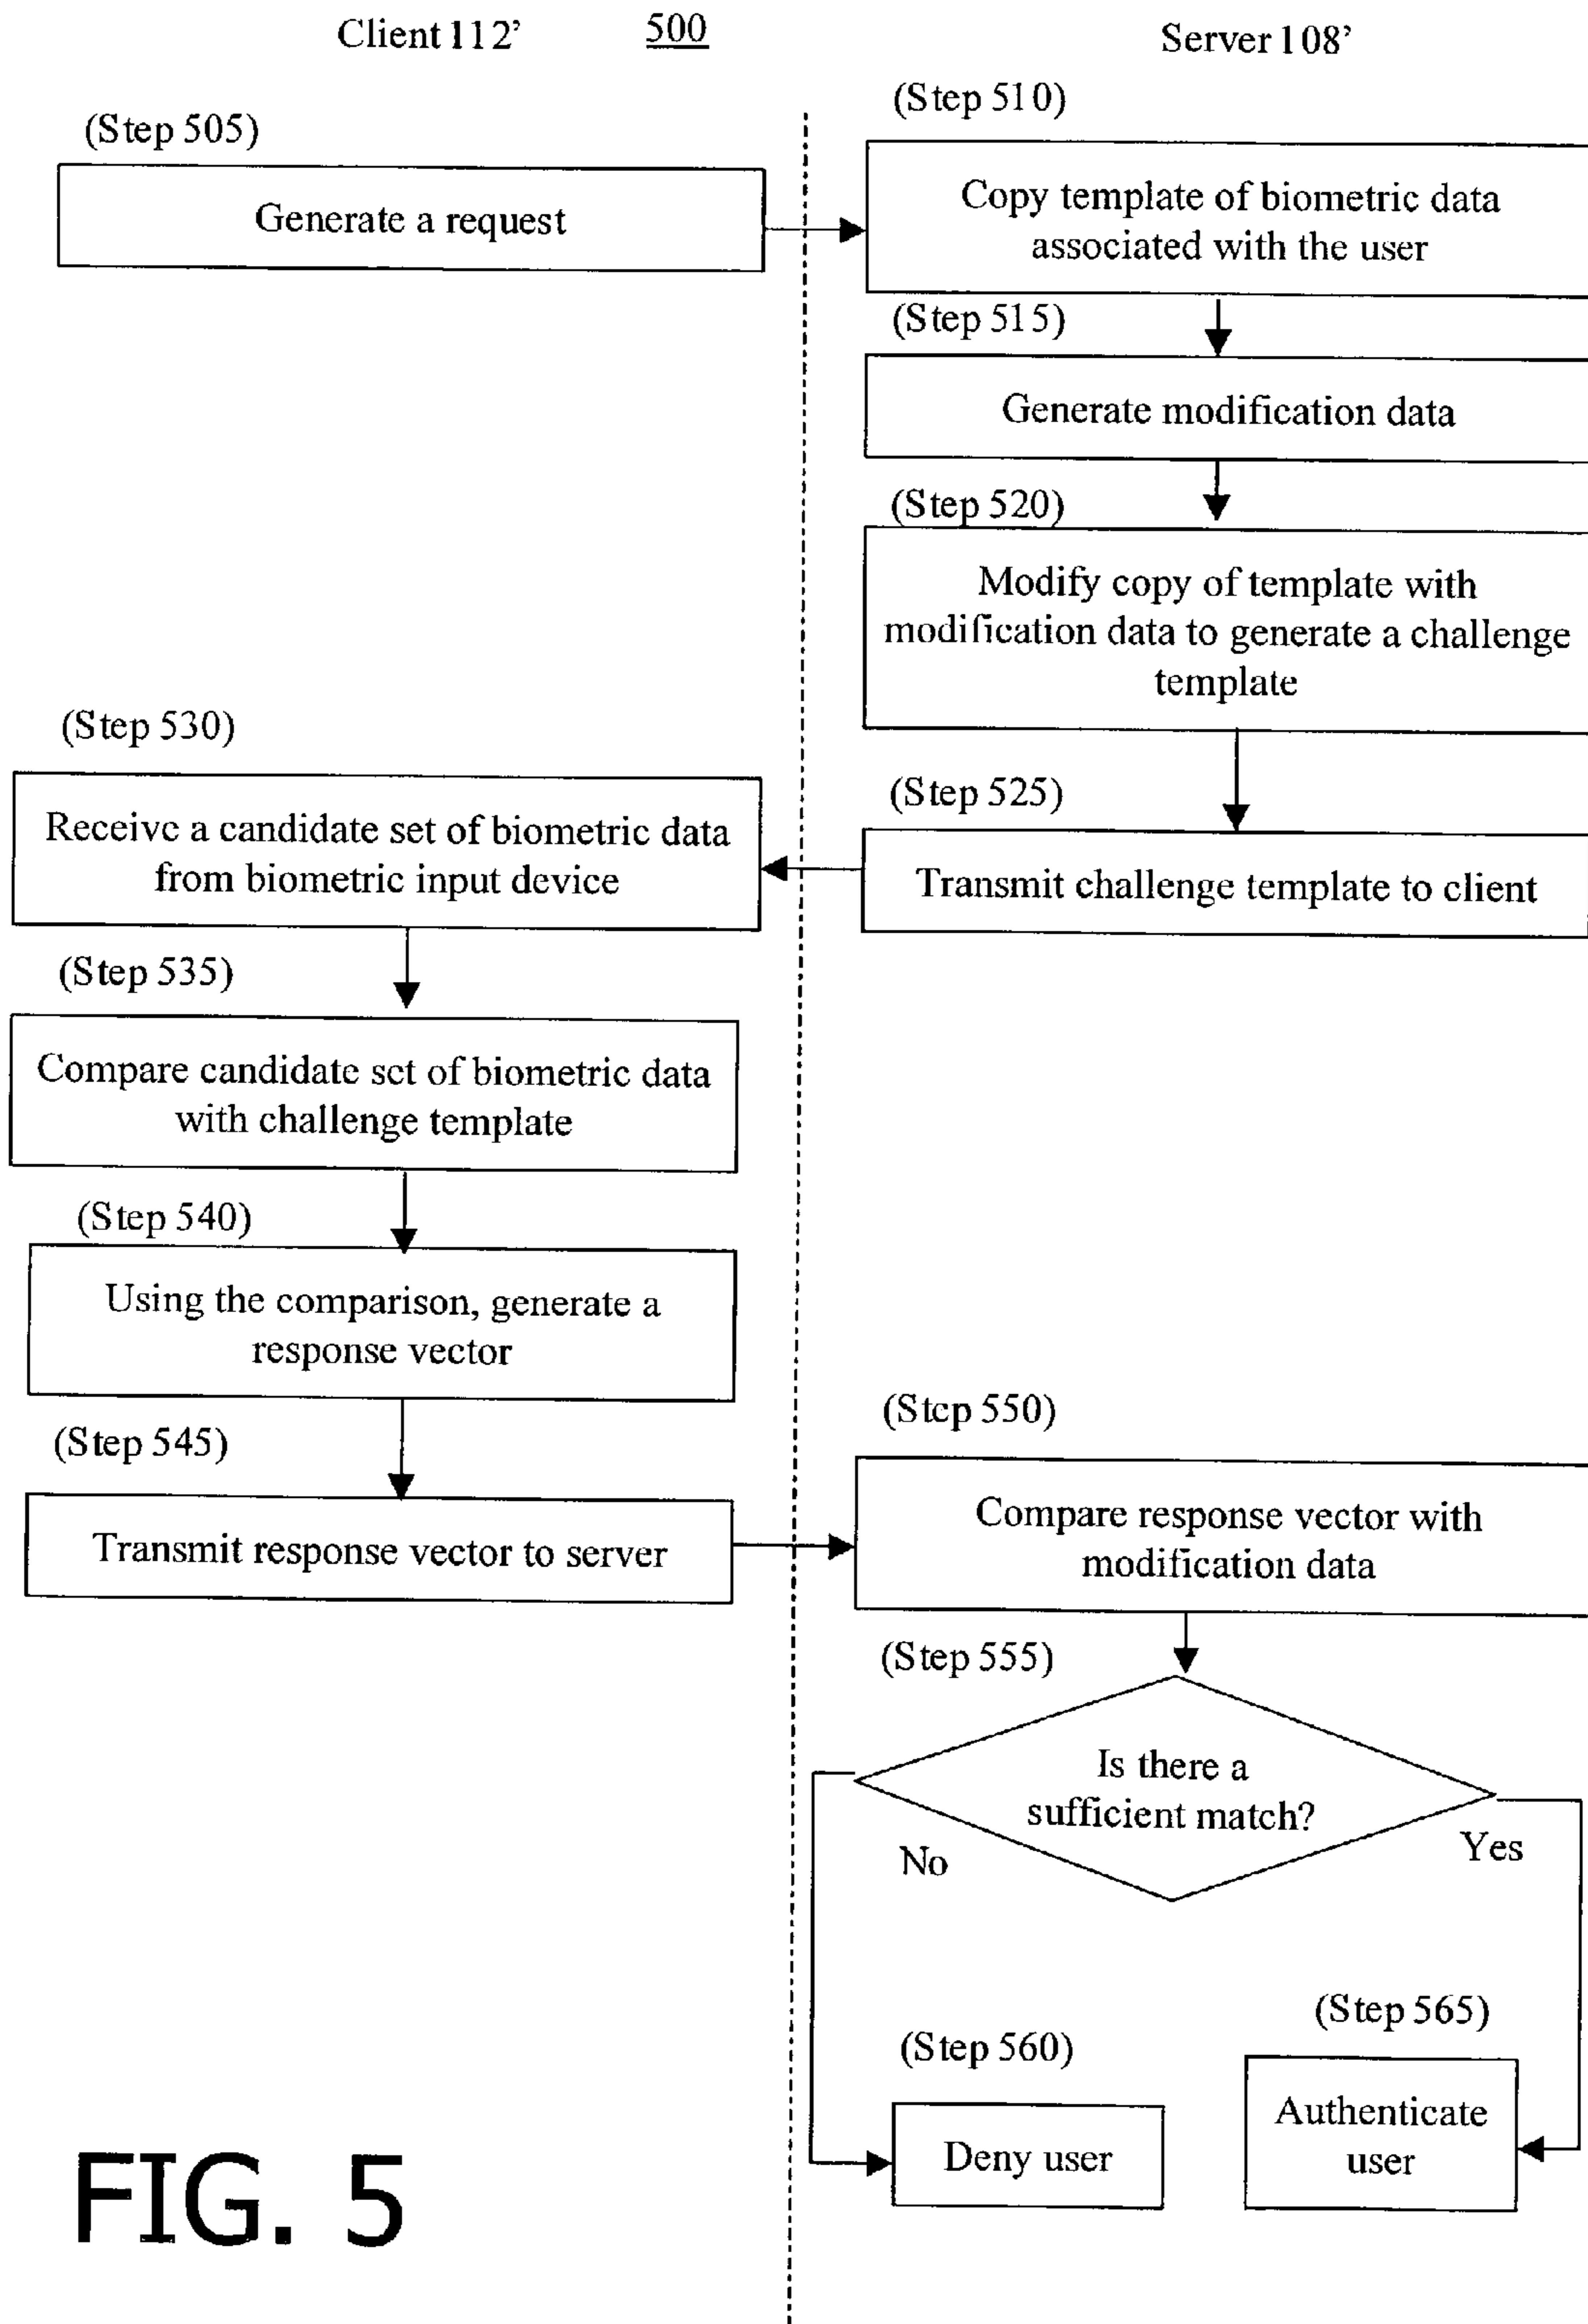 Client 112’
500
Server 108’
(Step 505)
Generate a request
(Step 510)
Copy template of biometric data
associated with the user
(Step 515)
Generate modification data
(Step 520)
Modify copy of template with
modification data to generate a challenge
template
(Step 525)
Transmit challenge template to client
(Step 530)
Receive a candidate set of biometric data
from biometric input device
(Step 535)
Compare candidate set of biometric data
with challenge template
(Step 540)
Using the comparison, generate a
response vector
(Step 545)
Transmit response vector to server
(Step 550)
Compare response vector with
modification data
(Step 555)
Is there a
sufficient match?
No
Yes
(Step 560)
Deny user
(Step 565)
Authenticate
user
FIG. 5